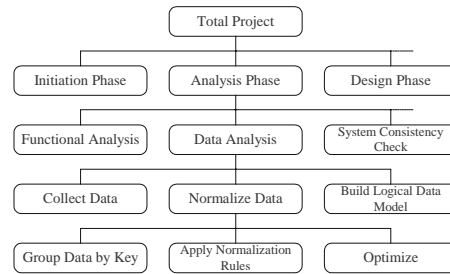 Total Project
Initiation Phase
Analysis Phase
Design Phase
Functional Analysis
Data Analysis
System Consistency
Check
Collect Data
Normalize Data
Build Logical Data
Model
Group Data by Key
Apply Normalization
Rules
Optimize